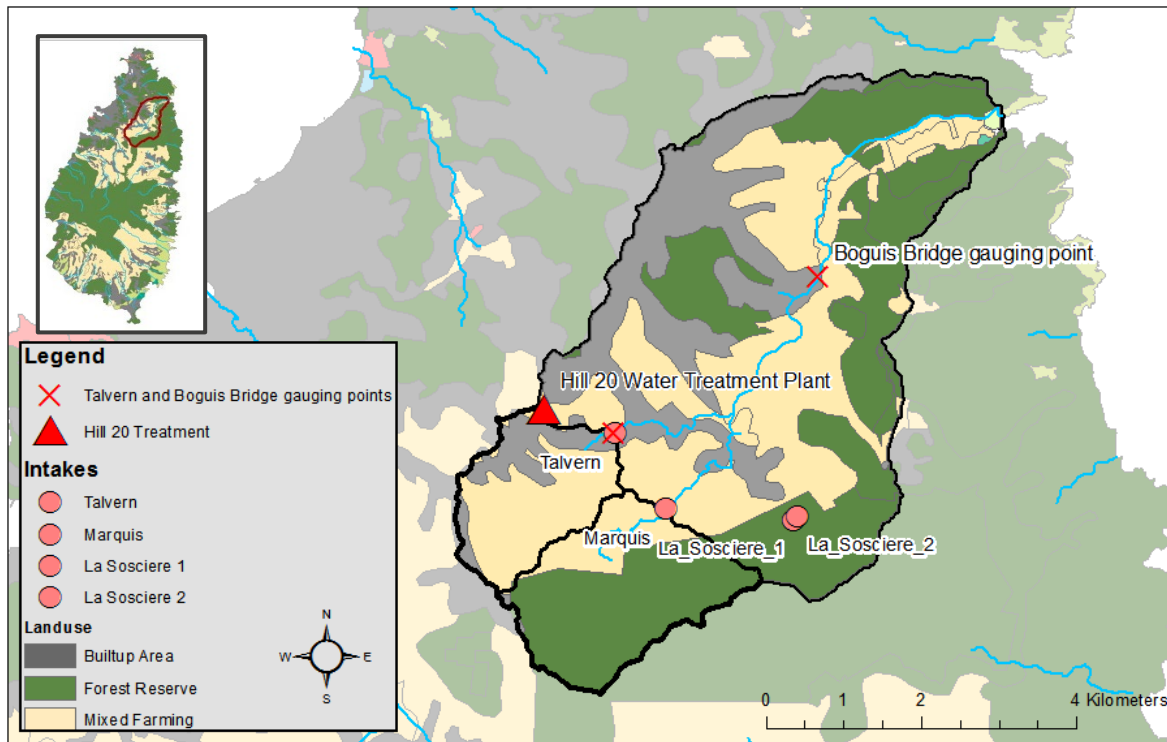 Boguis Bridge gauging point
Hill 20 Water Treatment Plant
Talvern
Marquis
La_Sosciere_1
La_Sosciere_2
Legend
Talvern and Boguis Bridge gauging points
Hill 20 Treatment
Intakes
Talvern
Marquis
La Sosciere 1
La Sosciere 2
Landuse
Builtup Area
Forest Reserve
Mixed Farming
N
W E
S
0 1 2 4 Kilometers